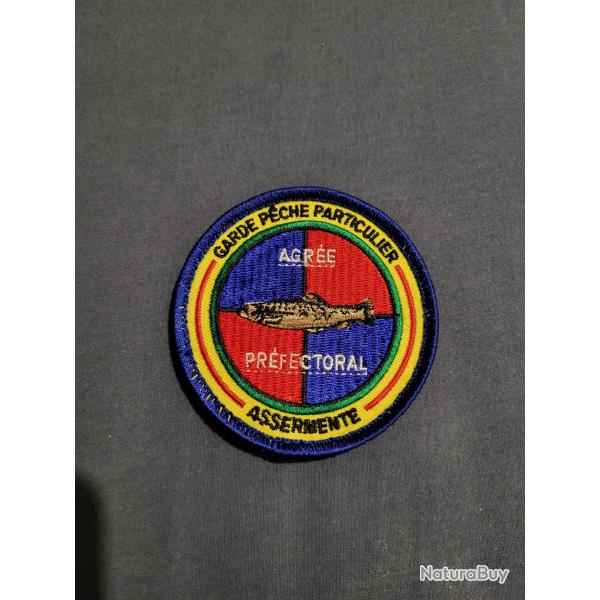 GARDE PÊCHE PARTICULIER
AGRÉE
PRÉFECTORAL
ASSERMENTE
NaturaBuy